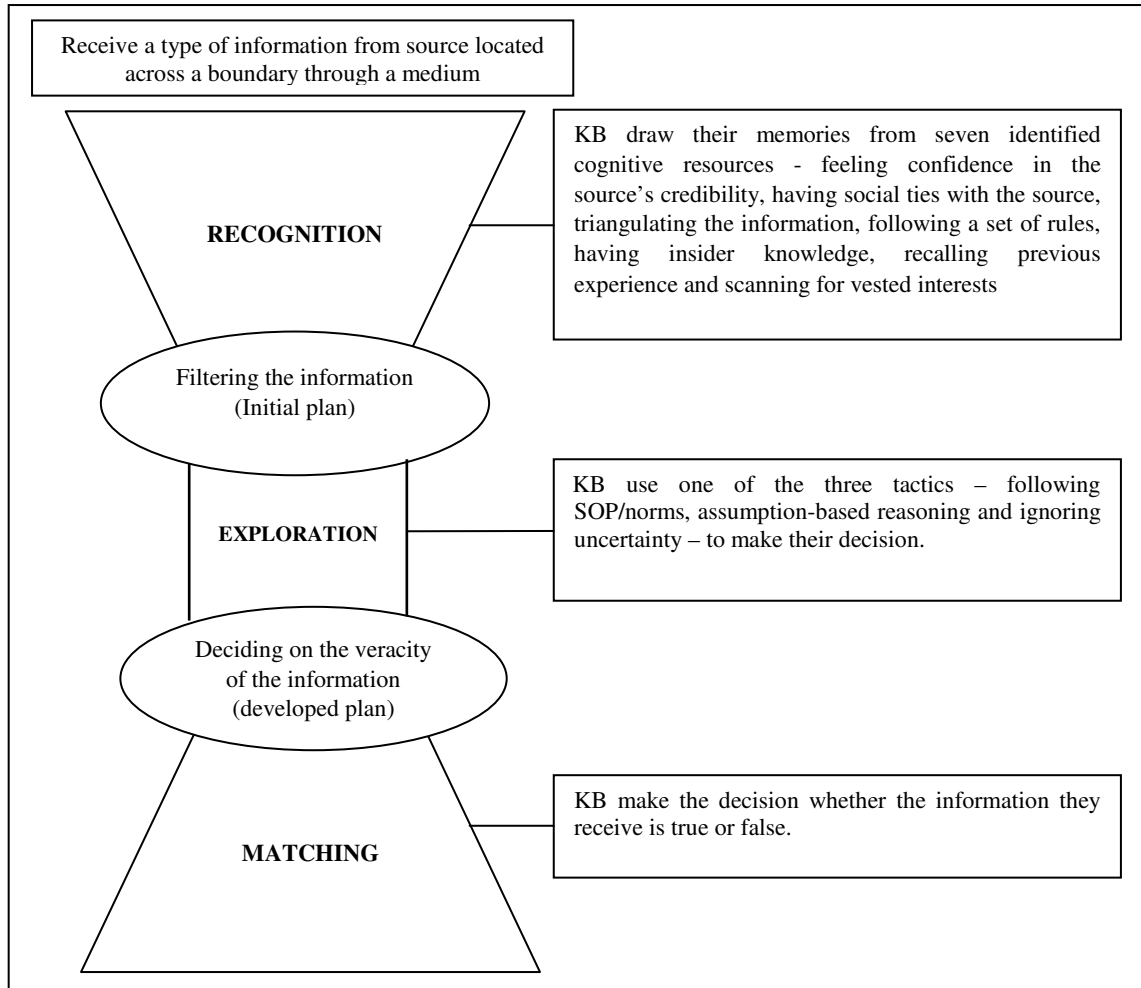 Receive a type of information from source located
across a boundary through a medium
KB draw their memories from seven identified
cognitive resources - feeling confidence in the
source's credibility, having social ties with the source,
triangulating the information, following a set of rules,
having insider knowledge, recalling previous
experience and scanning for vested interests
RECOGNITION
Filtering the information
(Initial plan)
KB use one of the three tactics – following
SOP/norms, assumption-based reasoning and ignoring
uncertainty – to make their decision.
EXPLORATION
Deciding on the veracity
of the information
(developed plan)
KB make the decision whether the information they
receive is true or false.
MATCHING